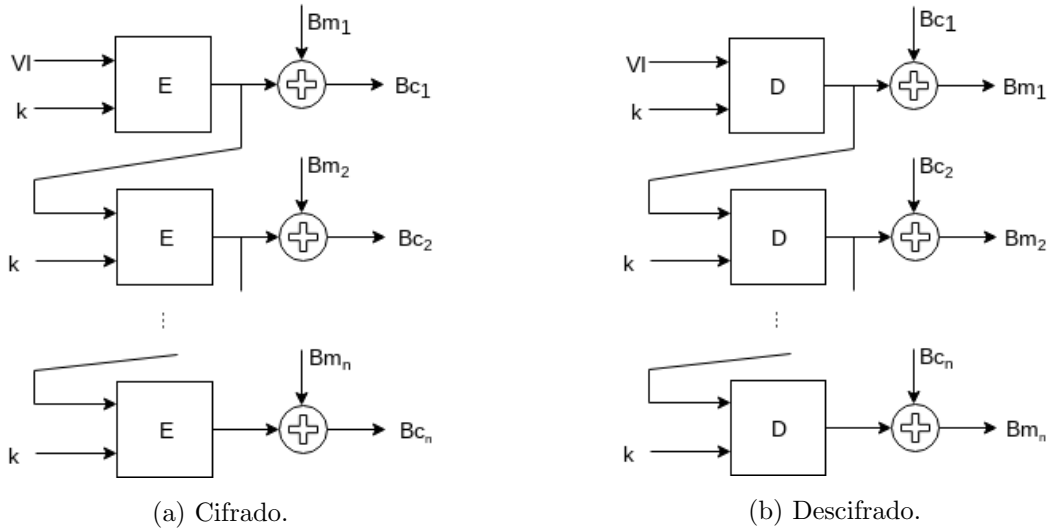 Bm1
VI
E
Bc1
k
Bm2
E
Bc2
k
Bmn
E
Bcn
k
(a) Cifrado.
Bc1
VI
D
Bm1
k
Bc2
D
Bm2
k
Bcn
D
Bmn
k
(b) Descifrado.